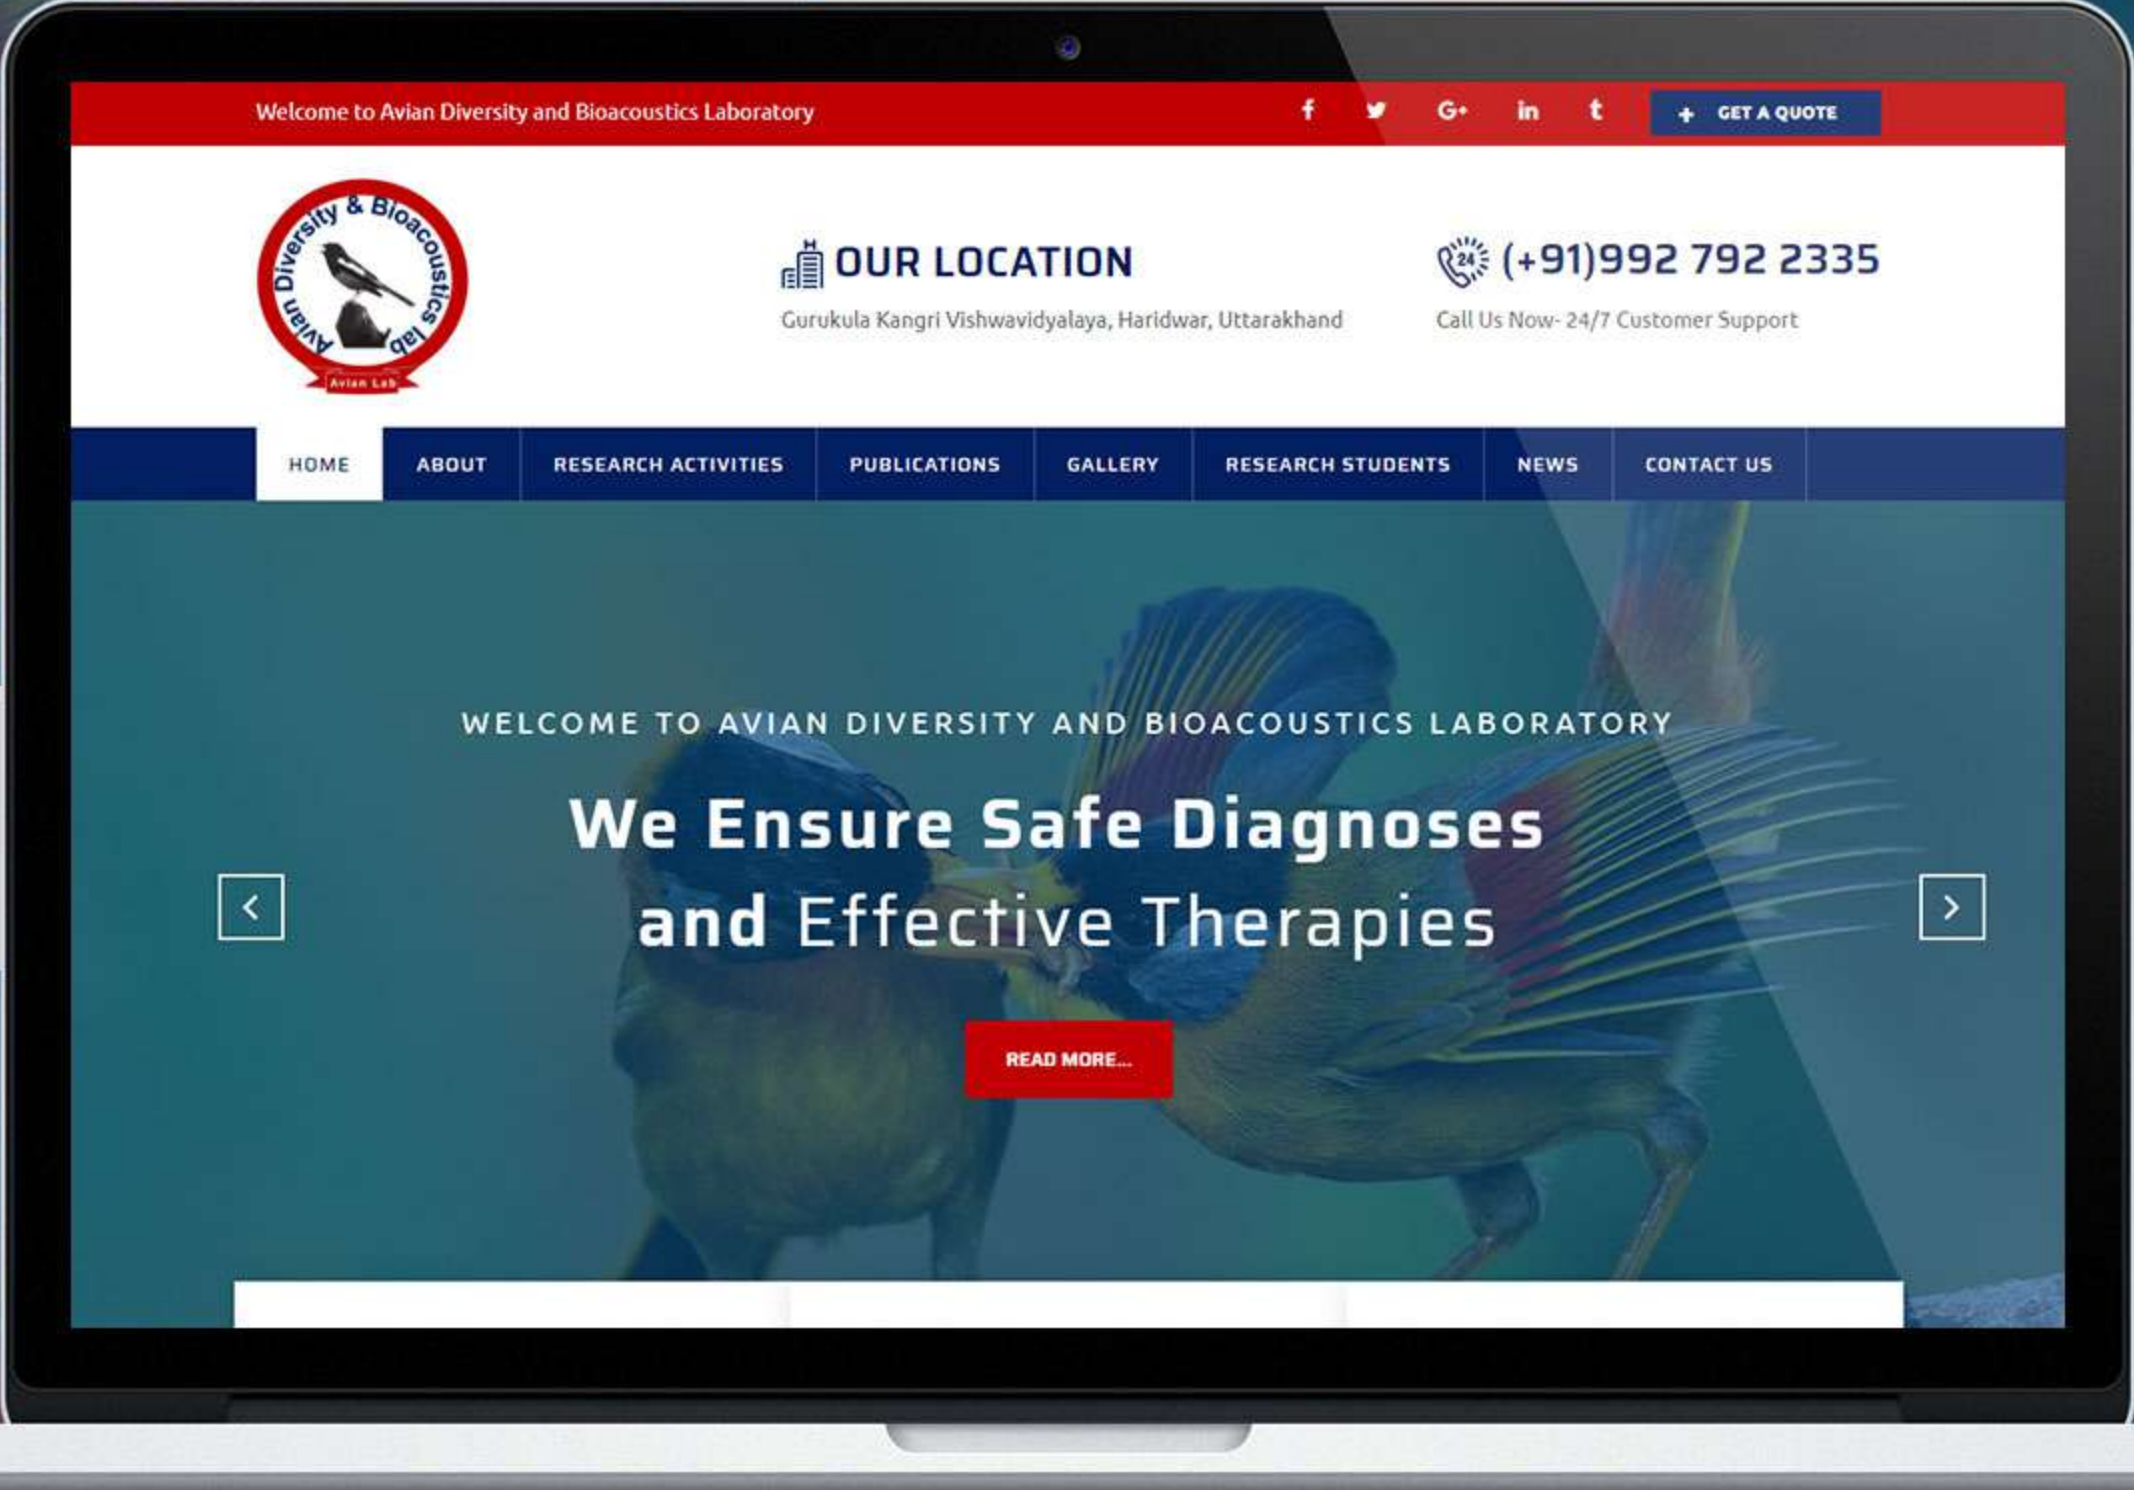 Welcome to Avian Diversity and Bioacoustics Laboratory
f G+ in t
+ GET A QUOTE
Avian Diversity & Bioacoustics lab
Avian Lab
OUR LOCATION
Gurukula Kangri Vishwavidyalaya, Haridwar, Uttarakhand
24 (+91)992 792 2335
Call Us Now- 24/7 Customer Support
HOME ABOUT RESEARCH ACTIVITIES PUBLICATIONS GALLERY RESEARCH STUDENTS NEWS CONTACT US
WELCOME TO AVIAN DIVERSITY AND BIOACOUSTICS LABORATORY
We Ensure Safe Diagnoses
and Effective Therapies
READ MORE...